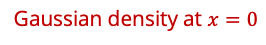 Gaussian density at x = 0